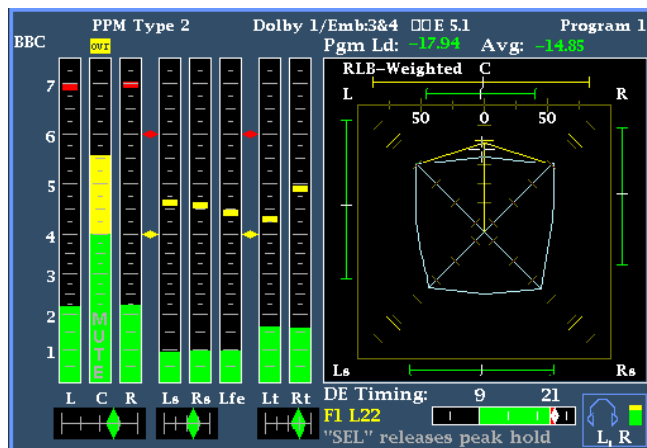 PPM Type 2
Dolby 1/Emb:3&4 □□E 5.1
Program 1
BBC
OUT
Pgm Ld: -17.94 Avg: -14.85
RLB-Weighted C
L
R
50 0 50
7
6
5
4
3
2
1
MUTE
Ls
Rs
L C R Ls Rs Lfe Lt Rt
DE Timing: 9 21
F1 L22
"SEL" releases peak hold
L, R